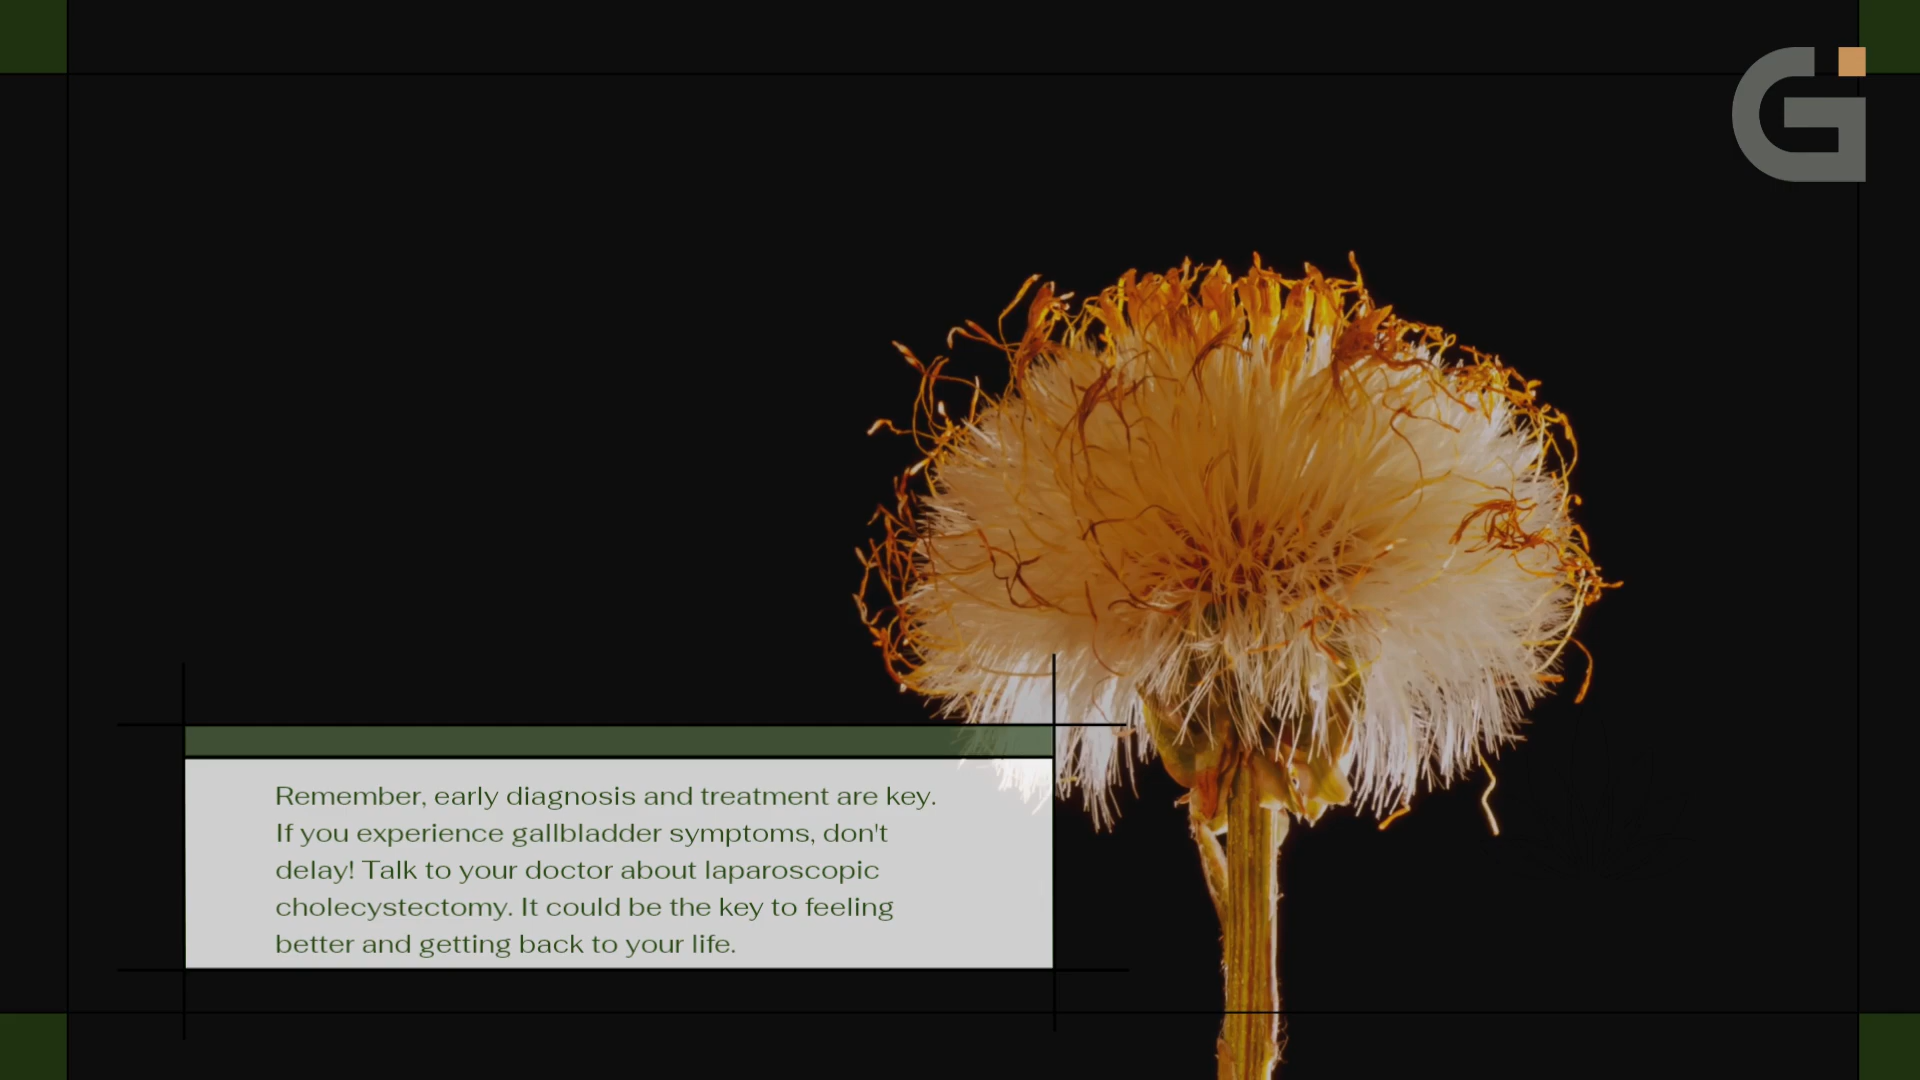 Gi
Remember, early diagnosis and treatment are key.
If you experience gallbladder symptoms, don't
delay! Talk to your doctor about laparoscopic
cholecystectomy. It could be the key to feeling
better and getting back to your life.